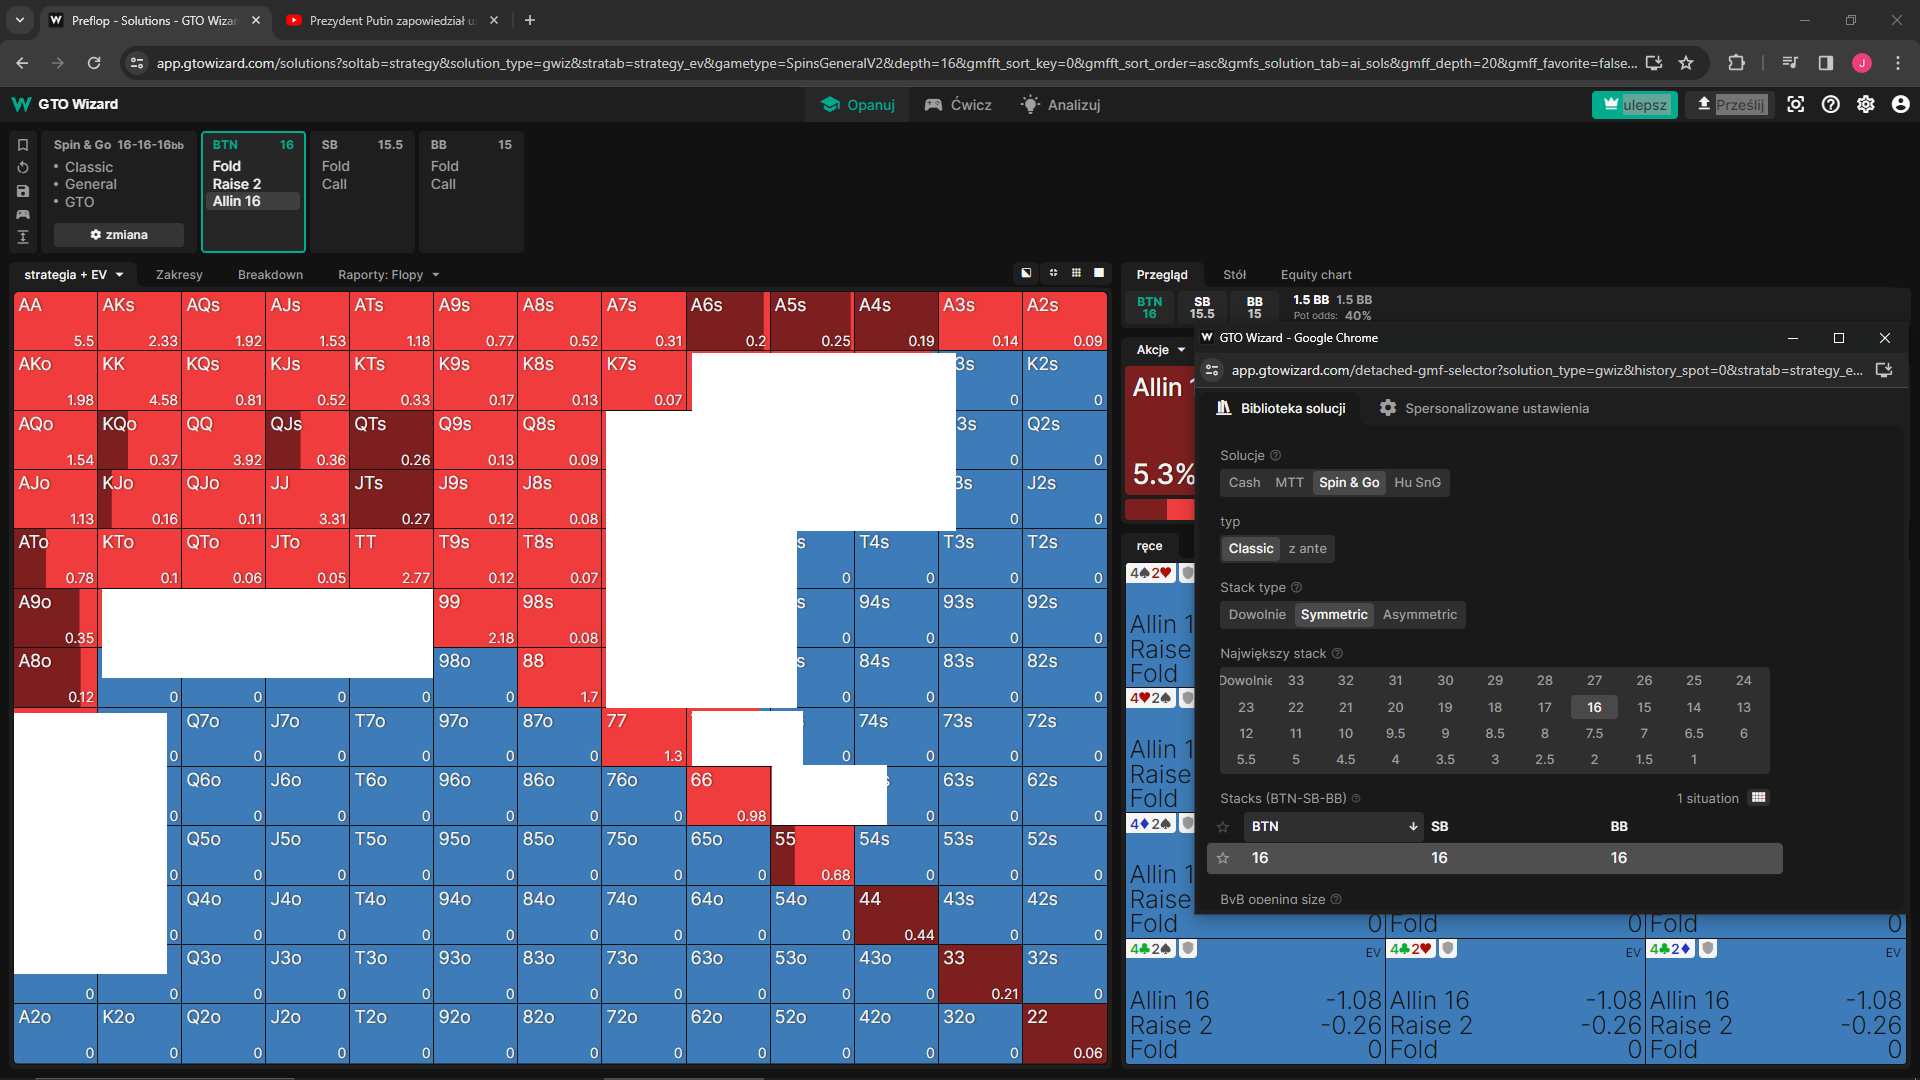 Preflop - Solutions - GTO Wizar
Prezydent Putin zapowiedział u
app.gtowizard.com/solutions?soltab=strategy&solution_type=gwiz&stratab=strategy_ev&gametype=SpinsGeneralV2&depth=16&gmfft_sort_key=0&gmfft_sort_order=asc&gmfs_solution_tab=ai_sols&gmff_depth=20&gmff_favorite=false...
J
GTO Wizard
Opanuj
Ćwicz
Analizuj
ulepsz
Prześlij
Spin & Go 16-16-16bb
• Classic
• General
• GTO
zmiana
BTN 16
Fold
Raise 2
Allin 16
SB 15.5
Fold
Call
BB 15
Fold
Call
strategia + EV
Zakresy
Breakdown
Raporty: Flopy
AA AKs AQs AJs ATs A9s A8s A7s A6s A5s A4s A3s A2s
5.5 2.33 1.92 1.53 1.18 0.77 0.52 0.31 0.2 0.25 0.19 0.14 0.09
AKo KK KQs KJs KTs K9s K8s K7s 3s K2s
1.98 4.58 0.81 0.52 0.33 0.17 0.13 0.07 0 0
AQo KQo QQ QJs QTs Q9s Q8s 3s Q2s
1.54 0.37 3.92 0.36 0.26 0.13 0.09 0 0
AJo KJo QJo JJ JTs J9s J8s 3s J2s
1.13 0.16 0.11 3.31 0.27 0.12 0.08 0 0
ATo KTo QTo JTo TT T9s T8s s T4s T3s T2s
0.78 0.1 0.06 0.05 2.77 0.12 0.07 0 0 0 0
A9o 99 98s s 94s 93s 92s
0.35 2.18 0.08 0 0 0 0
A8o 98o 88 s 84s 83s 82s
0.12 0 0 0 0 0 1.7 0 0 0 0
Q7o J7o T7o 97o 87o 77 74s 73s 72s
0 0 0 0 0 0 1.3 0 0 0 0
Q6o J6o T6o 96o 86o 76o 66 63s 62s
0 0 0 0 0 0 0 0.98 0 0 0
Q5o J5o T5o 95o 85o 75o 65o 55 54s 53s 52s
0 0 0 0 0 0 0 0 0.68 0 0 0
Q4o J4o T4o 94o 84o 74o 64o 54o 44 43s 42s
0 0 0 0 0 0 0 0 0 0.44 0 0
Q3o J3o T3o 93o 83o 73o 63o 53o 43o 33 32s
0 0 0 0 0 0 0 0 0 0 0 0.21 0
A2o K2o Q2o J2o T2o 92o 82o 72o 62o 52o 42o 32o 22
0 0 0 0 0 0 0 0 0 0 0 0 0.06
Przegląd
Stół
Equity chart
BTN 16
SB 15.5
BB 15
1.5 BB 1.5 BB
Pot odds: 40%
Akcje
Allin 1
5.3%
ręce
4♠2♥
Allin 1
Raise
Fold
4♥2♠
Allin 1
Raise
Fold
4♦2♠
Allin 1
Raise
Fold
0 Fold 0 Fold 0
4♣2♠ EV 4♣2♥ EV 4♣2♦ EV
Allin 16 -1.08 Allin 16 -1.08 Allin 16 -1.08
Raise 2 -0.26 Raise 2 -0.26 Raise 2 -0.26
Fold 0 Fold 0 Fold 0
GTO Wizard - Google Chrome
app.gtowizard.com/detached-gmf-selector?solution_type=gwiz&history_spot=0&stratab=strategy_e...
Biblioteka solucji
Spersonalizowane ustawienia
Solucje
Cash MTT Spin & Go Hu SnG
typ
Classic z ante
Stack type
Dowolnie Symmetric Asymmetric
Największy stack
Dowolnie 33 32 31 30 29 28 27 26 25 24
23 22 21 20 19 18 17 16 15 14 13
12 11 10 9.5 9 8.5 8 7.5 7 6.5 6
5.5 5 4.5 4 3.5 3 2.5 2 1.5 1
Stacks (BTN-SB-BB) 1 situation
BTN SB BB
16 16 16
BvB opening size